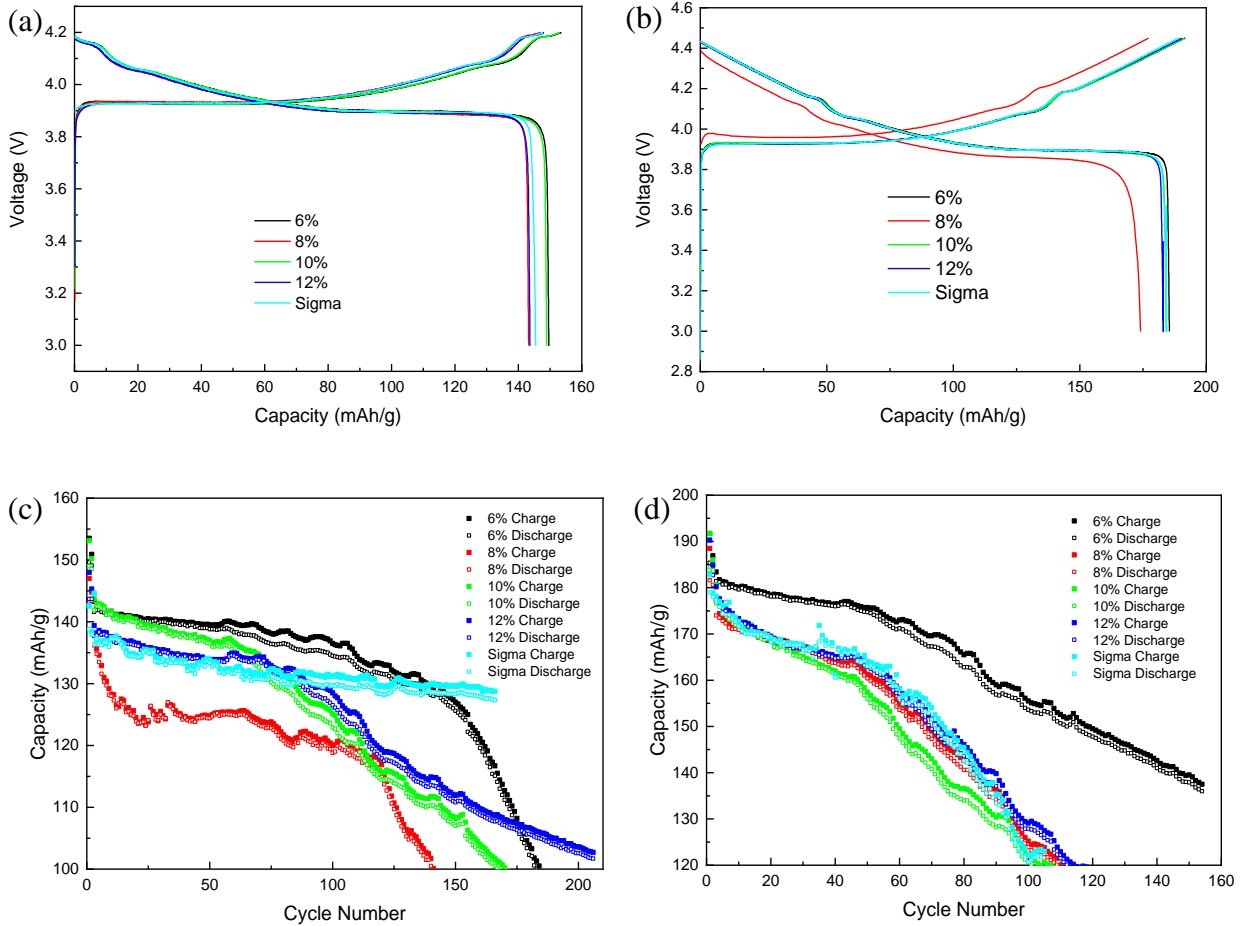 (a)
4.2
4.0
3.8
3.6
3.4
3.2
3.0
Voltage (V)
6%
8%
10%
12%
Sigma
0 20 40 60 80 100 120 140 160
Capacity (mAh/g)
(b)
4.8
4.6
4.4
4.2
4.0
3.8
3.6
3.4
3.2
3.0
2.8
Voltage (V)
6%
8%
10%
12%
Sigma
0 50 100 150 200
Capacity (mAh/g)
(c)
160
150
140
130
120
110
100
Capacity (mAh/g)
6% Charge
6% Discharge
8% Charge
8% Discharge
10% Charge
10% Discharge
12% Charge
12% Discharge
Sigma Charge
Sigma Discharge
0 50 100 150 200
Cycle Number
(d)
200
190
180
170
160
150
140
130
120
Capacity (mAh/g)
6% Charge
6% Discharge
8% Charge
8% Discharge
10% Charge
10% Discharge
12% Charge
12% Discharge
Sigma Charge
Sigma Discharge
0 20 40 60 80 100 120 140 160
Cycle Number